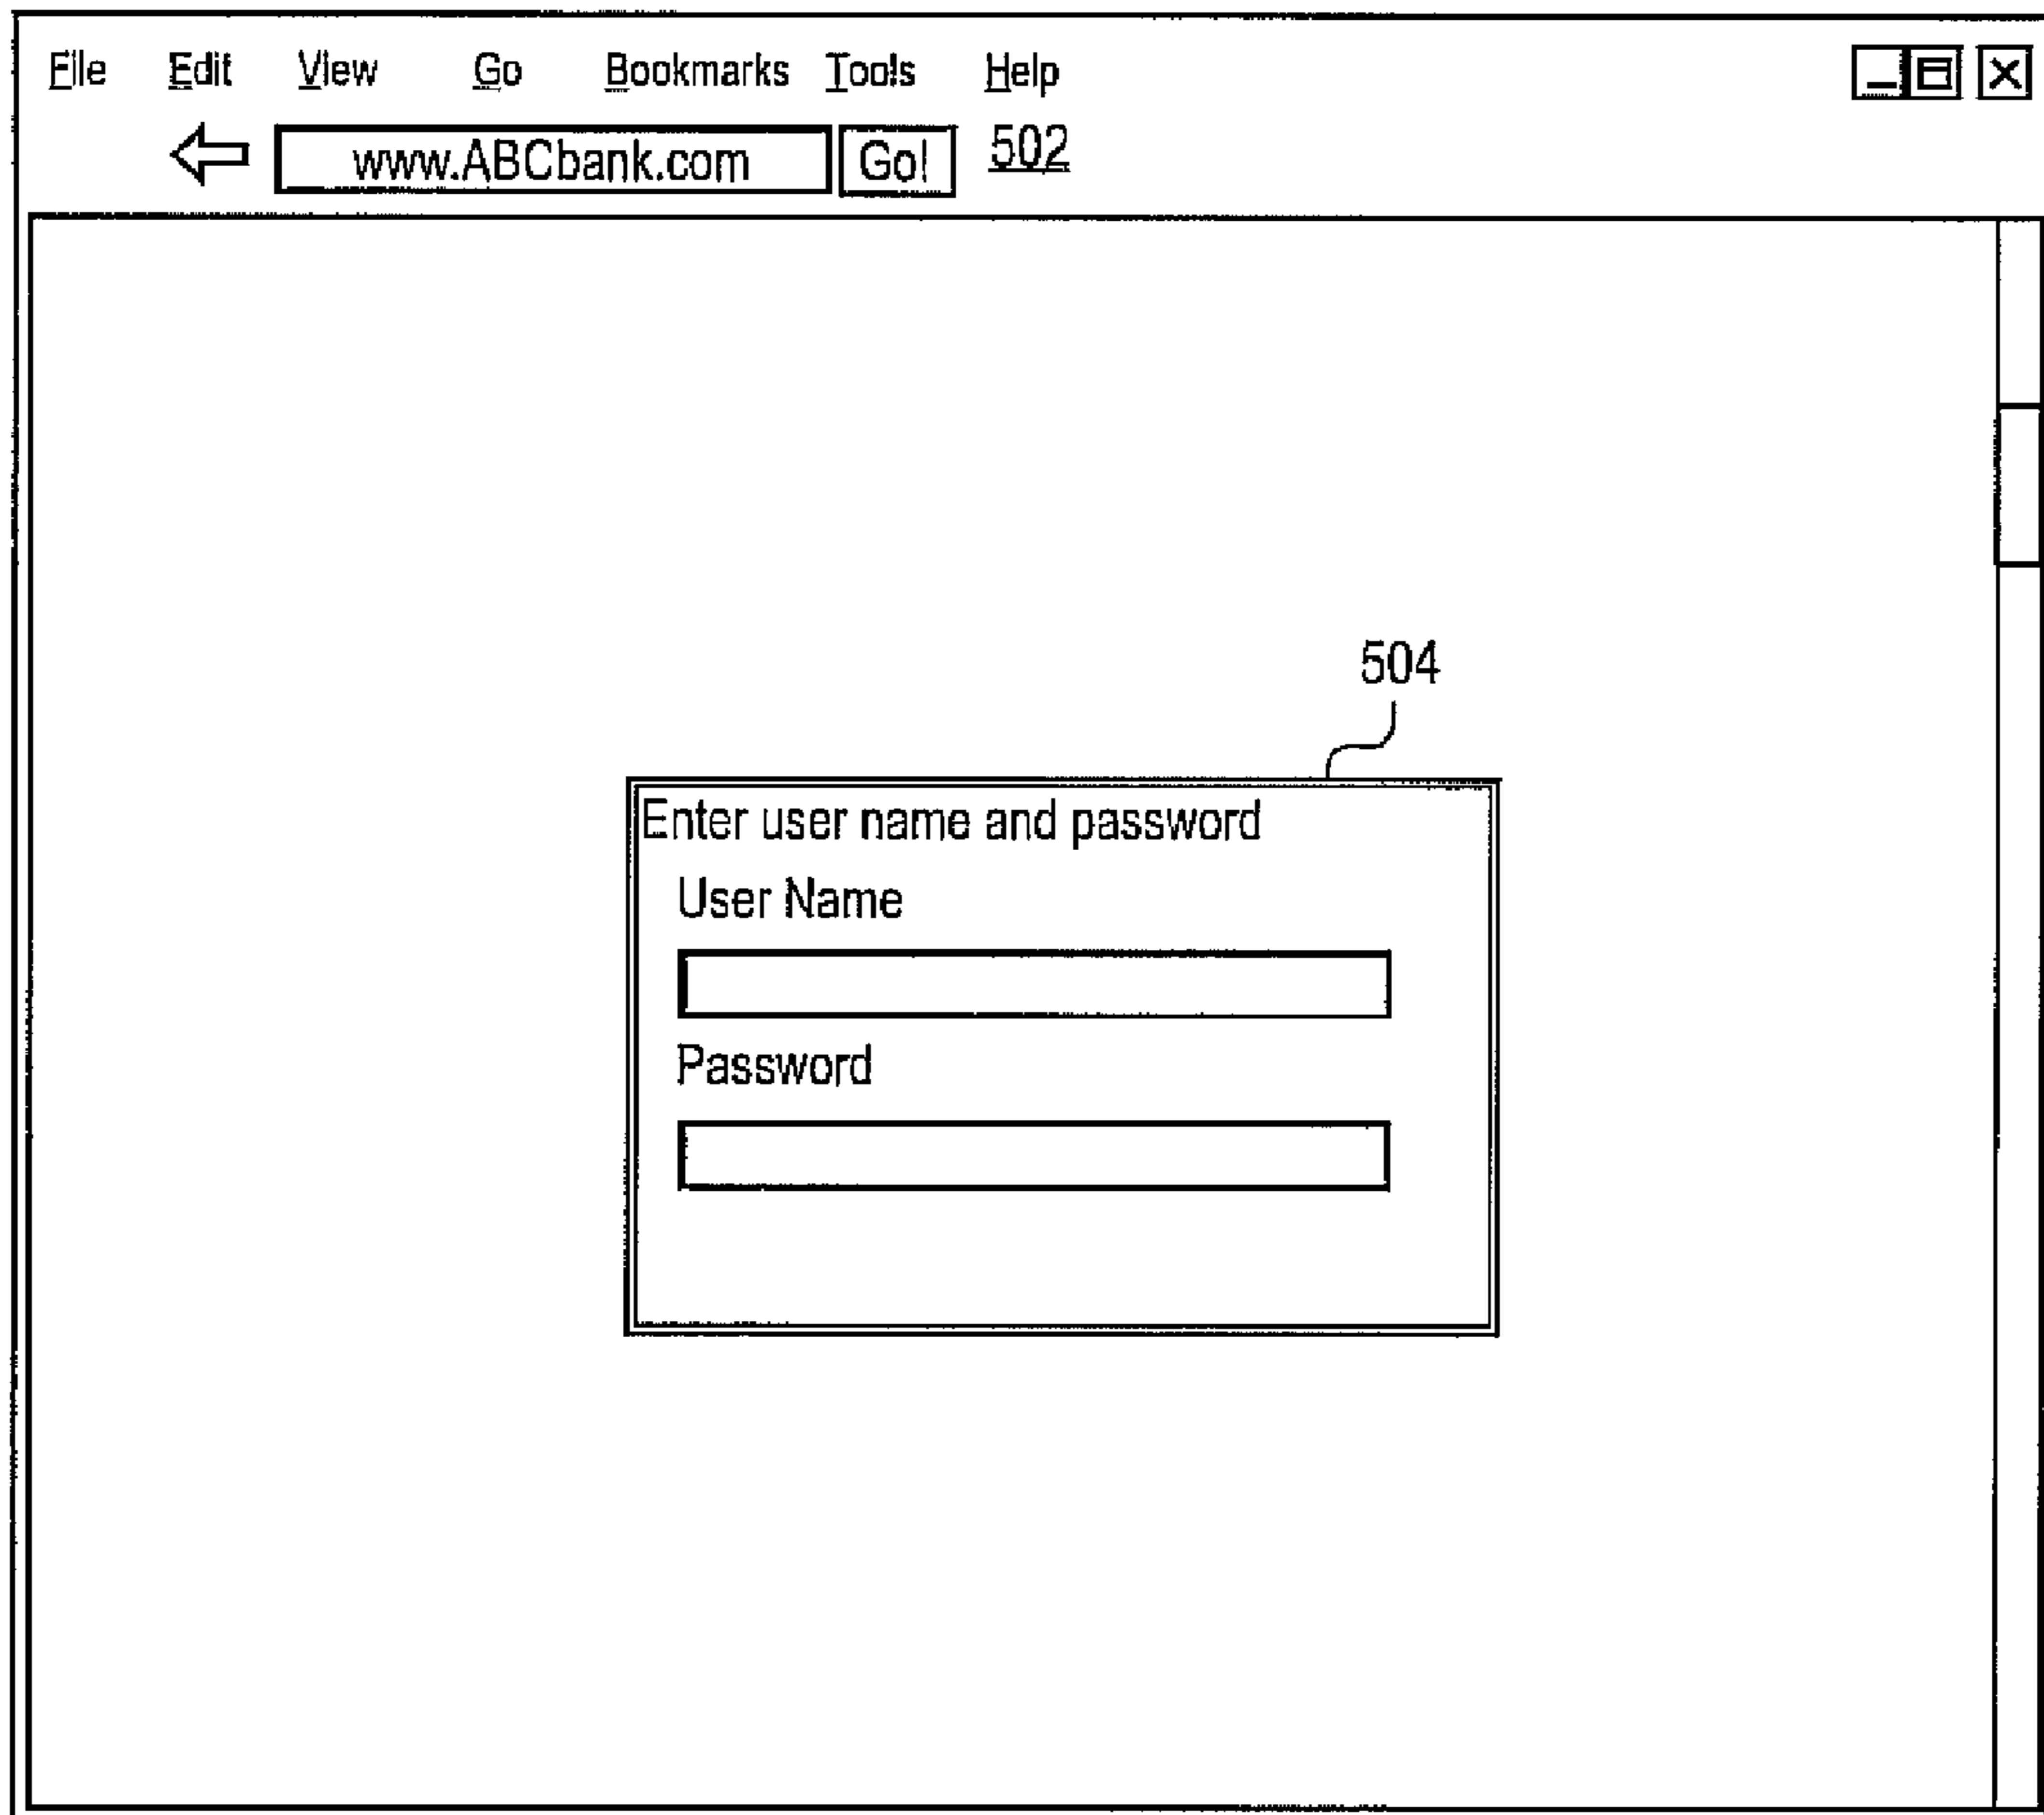 File Edit View Go Bookmarks Tools Help
www.ABCbank.com Go! 502
504
Enter user name and password
User Name
Password